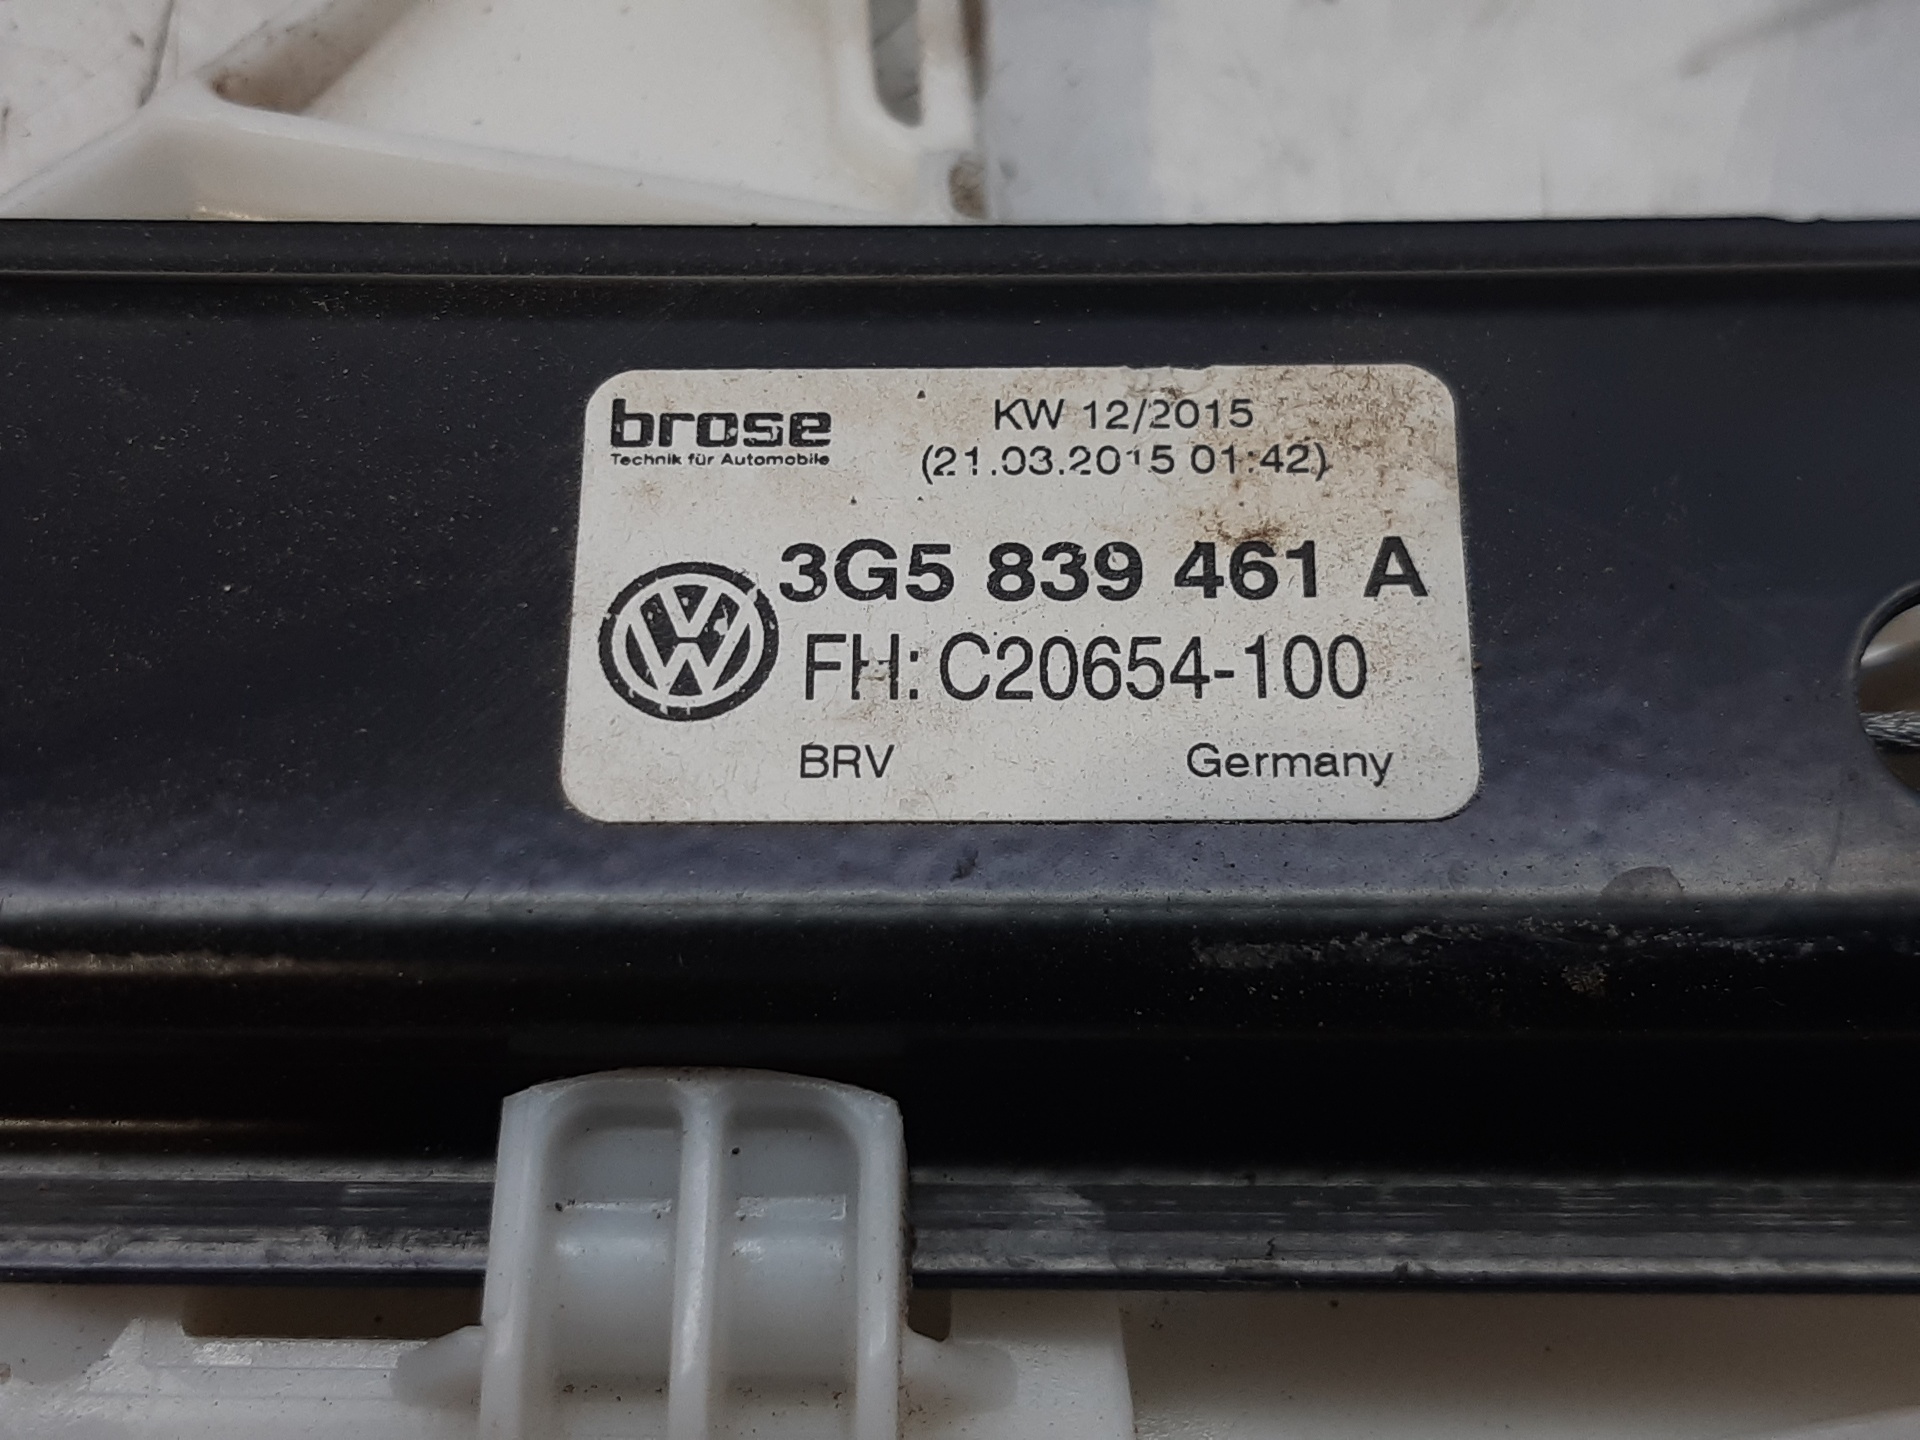 brose
Technik für Automobile
KW 12/2015
(21.03.2015 01:42)
3G5 839 461 A
FH: C20654-100
BRV Germany